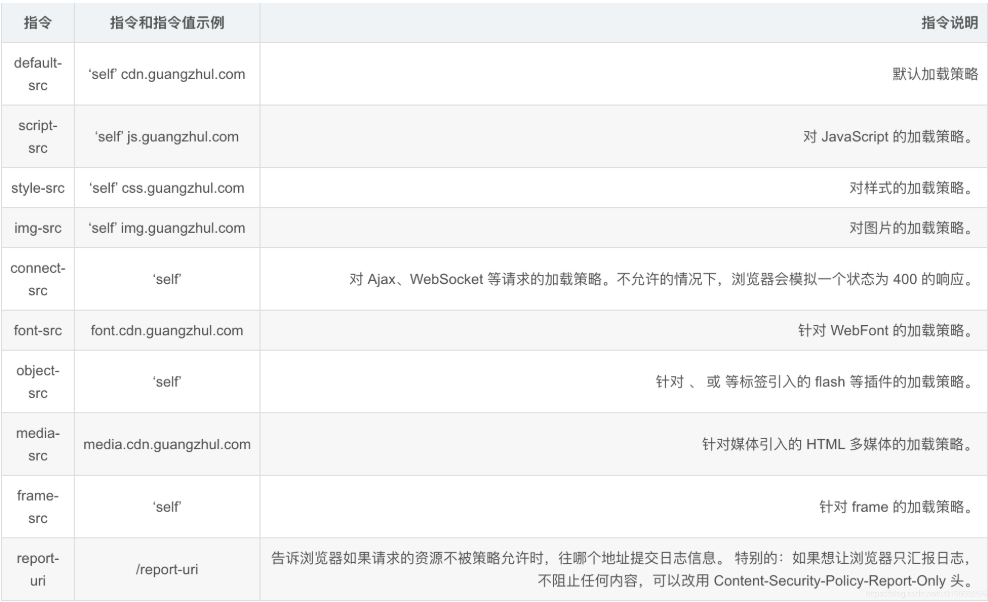 指令 指令和指令值示例 指令说明
default-
src
‘self’ cdn.guangzhul.com 默认加载策略
script-
src
‘self’ js.guangzhul.com 对 JavaScript 的加载策略。
style-src ‘self’ css.guangzhul.com 对样式的加载策略。
img-src ‘self’ img.guangzhul.com 对图片的加载策略。
connect-
src
‘self’ 对 Ajax、WebSocket 等请求的加载策略。不允许的情况下，浏览器会模拟一个状态为 400 的响应。
font-src font.cdn.guangzhul.com 针对 WebFont 的加载策略。
object-
src
‘self’ 针对 、 或 等标签引入的 flash 等插件的加载策略。
media-
src
media.cdn.guangzhul.com 针对媒体引入的 HTML 多媒体的加载策略。
frame-
src
‘self’ 针对 frame 的加载策略。
report-
uri
/report-uri 告诉浏览器如果请求的资源不被策略允许时，往哪个地址提交日志信息。 特别的：如果想让浏览器只汇报日志，
不阻止任何内容，可以改用 Content-Security-Policy-Report-Only 头。